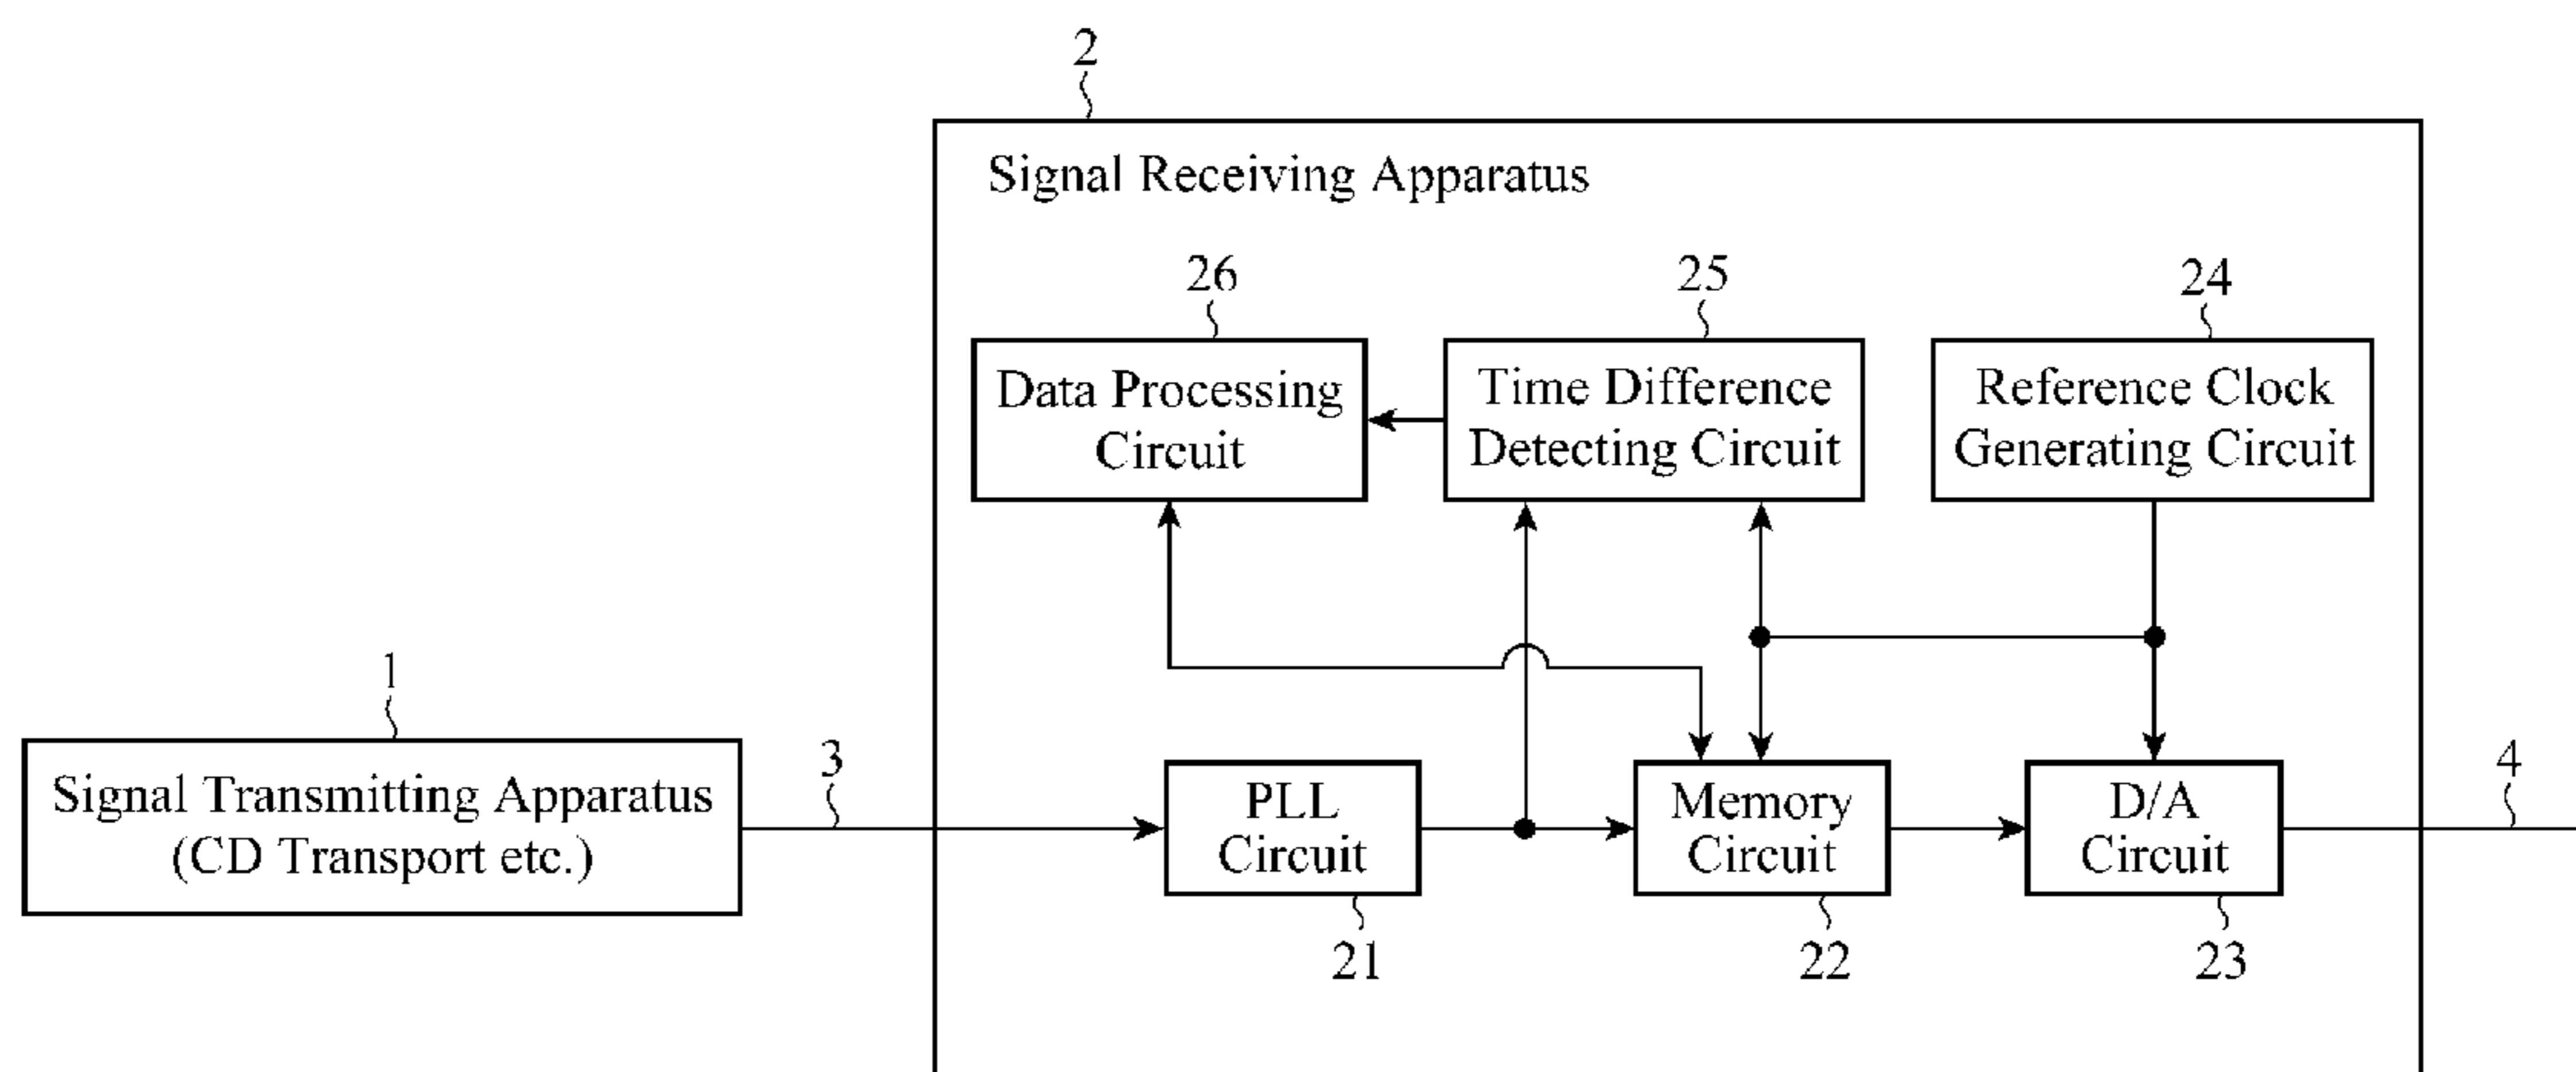 2
Signal Receiving Apparatus
26
25
24
Data Processing
Circuit
Time Difference
Detecting Circuit
Reference Clock
Generating Circuit
1
Signal Transmitting Apparatus
(CD Transport etc.)
3
PLL
Circuit
21
Memory
Circuit
22
D/A
Circuit
23
4